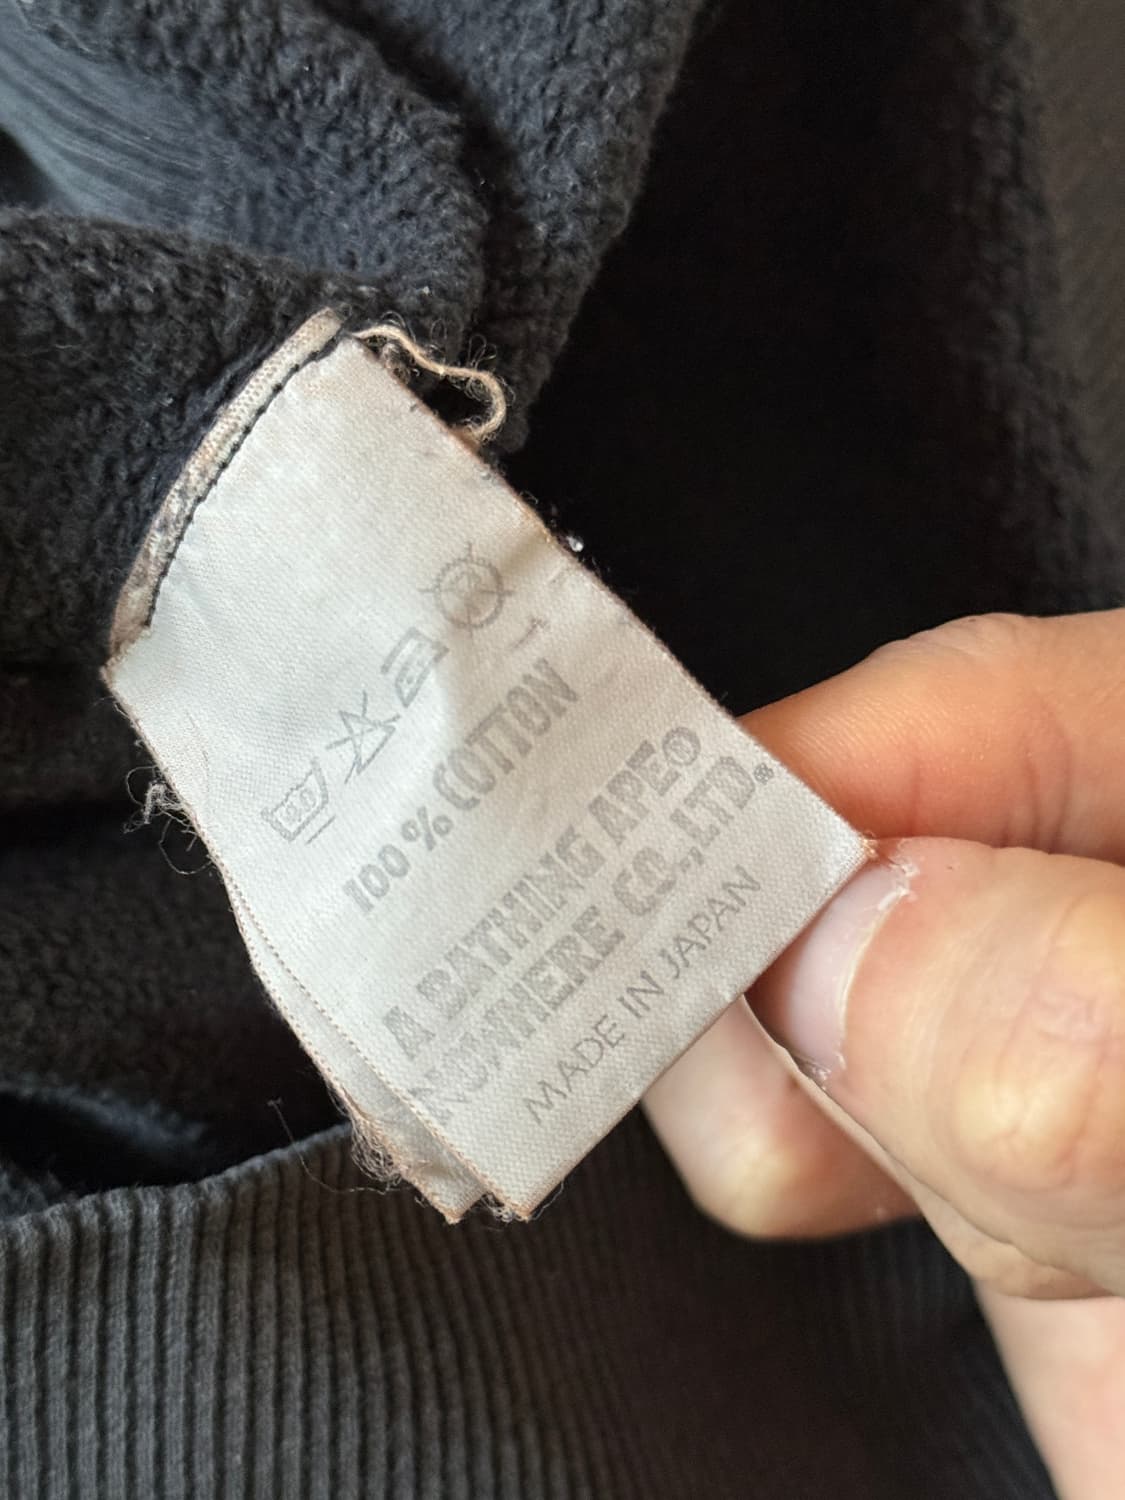 100% COTTON
A BATHING APE®
NOWHERE CO.,LTD.®
MADE IN JAPAN